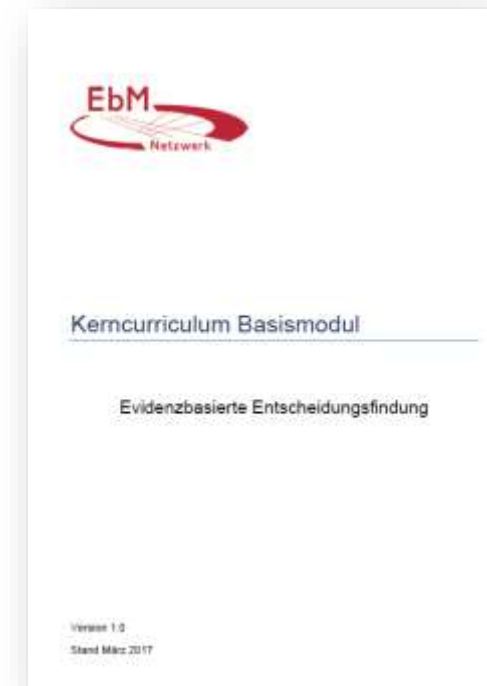 EbM
Netzwerk
Kerncurriculum Basismodul
Evidenzbasierte Entscheidungsfindung
Version 1.0
Stand März 2017